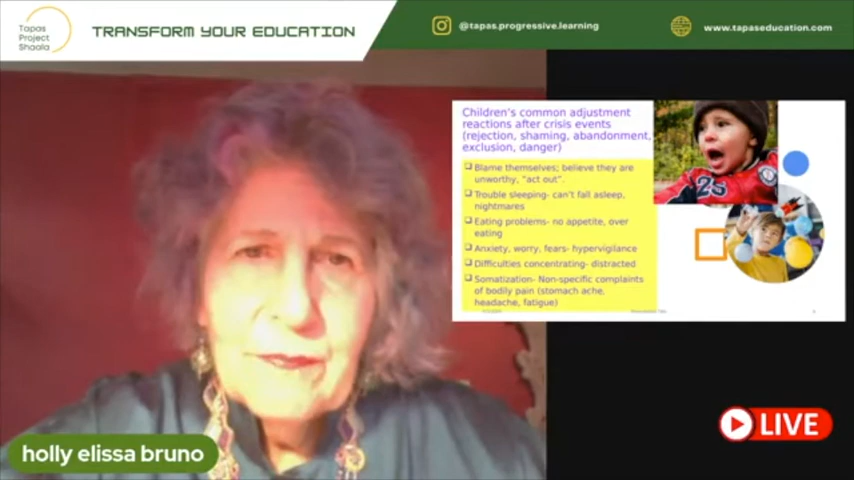 Tapas
Project
Shaala
TRANSFORM YOUR EDUCATION
@tapas.progressive.learning
www.tapaseducation.com
Children's common adjustment
reactions after crisis events
(rejection, shaming, abandonment,
exclusion, danger)
Blame themselves; believe they are
unworthy, "act out".
Trouble sleeping- can't fall asleep,
nightmares
Eating problems- no appetite, over
eating
Anxiety, worry, fears- hypervigilance
Difficulties concentrating- distracted
Somatization- Non-specific complaints
of bodily pain (stomach ache,
headache, fatigue)
25
LIVE
holly elissa bruno